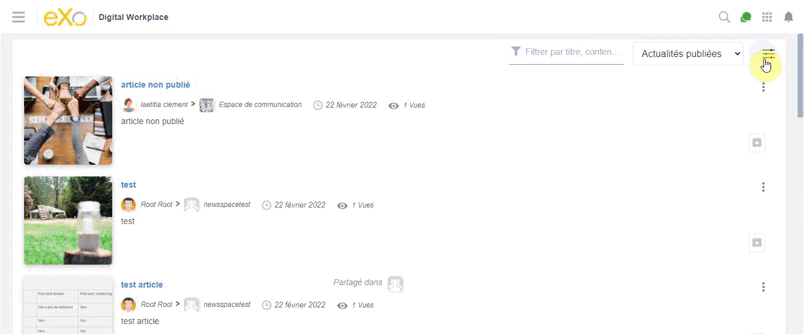 eXo Digital Workplace
Filtrer par titre, conten... Actualités publiées
article non publié
laetitia clement > Espace de communication 22 février 2022 1 Vues
article non publié
test
Root Root > newsspacetest 22 février 2022 1 Vues
test
test article Partagé dans
Root Root > newsspacetest 22 février 2022 1 Vues
test article